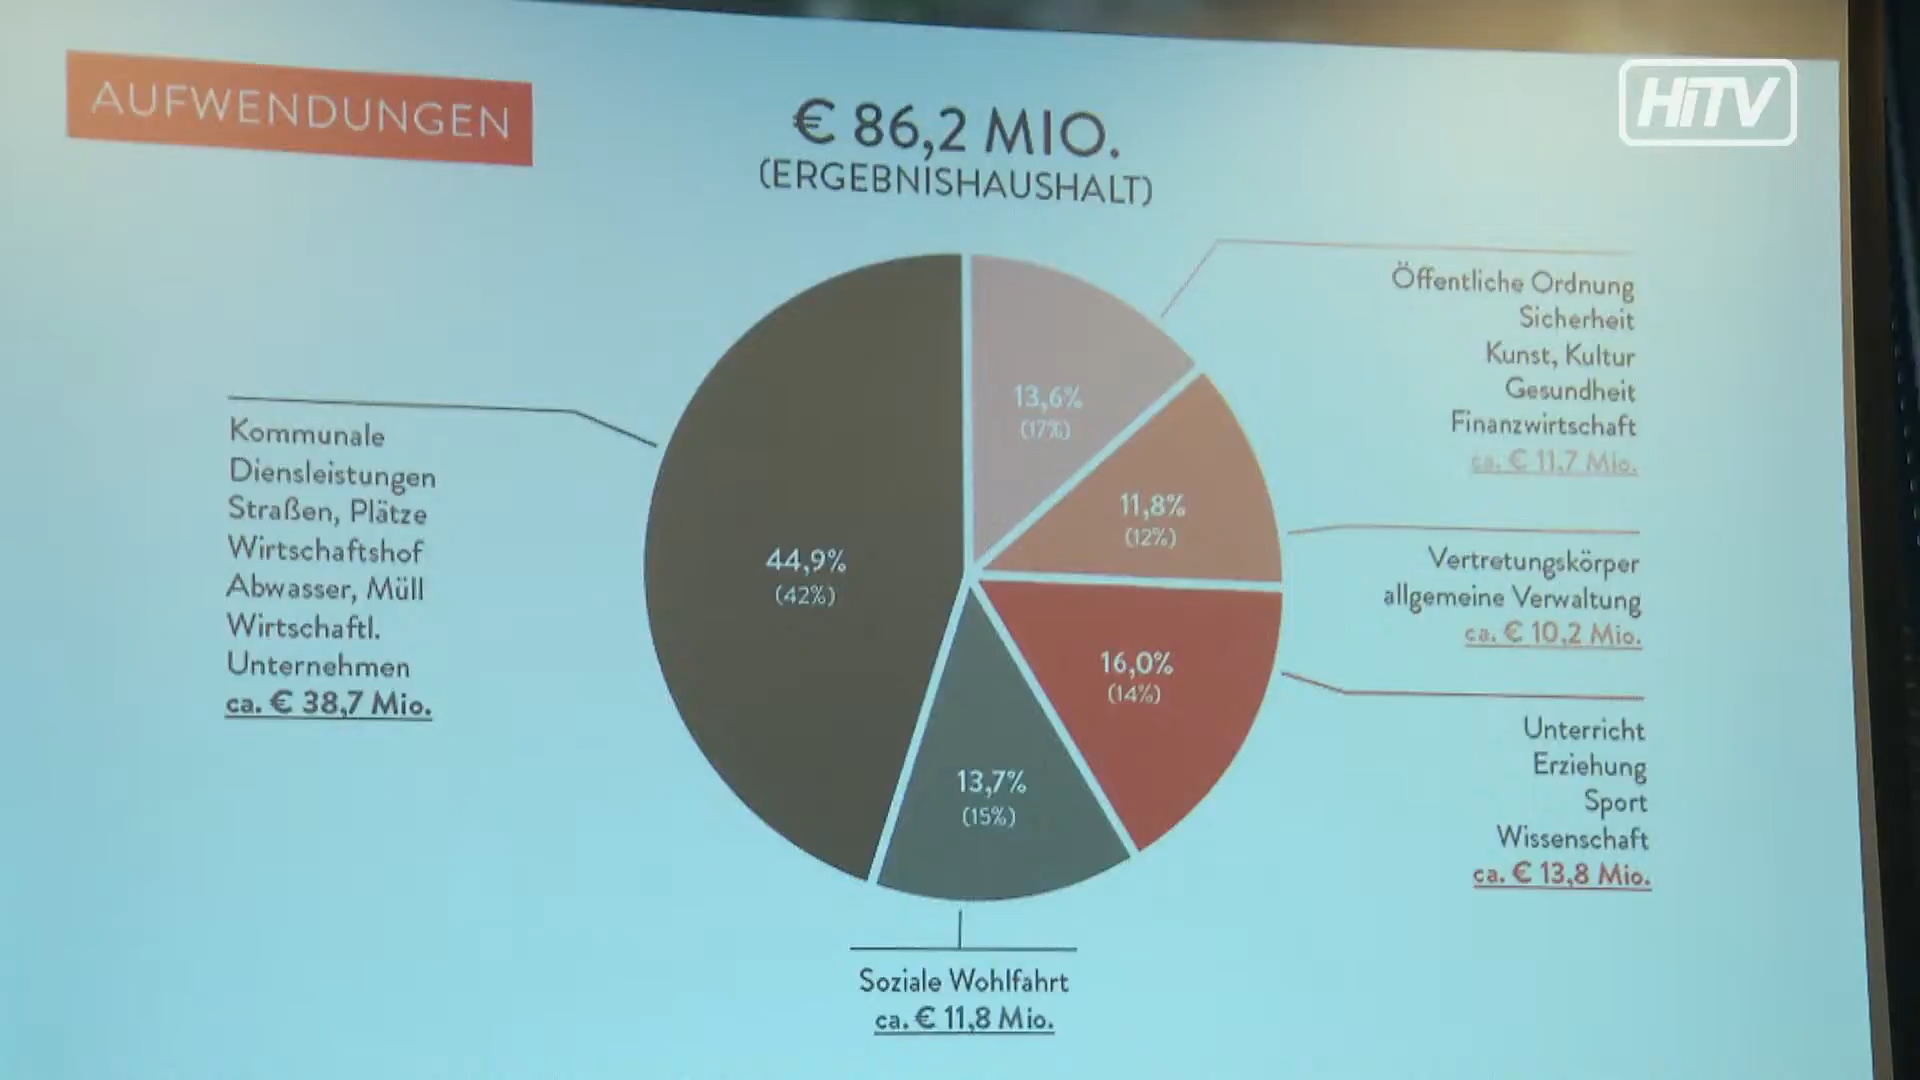 AUFWENDUNGEN
€ 86,2 MIO.
(ERGEBNISHAUSHALT)
HiTV
Öffentliche Ordnung
Sicherheit
Kunst, Kultur
Gesundheit
Finanzwirtschaft
ca. € 11,7 Mio.
13,6%
(17%)
11,8%
(12%)
Vertretungskörper
allgemeine Verwaltung
ca. € 10,2 Mio.
Kommunale
Diensleistungen
Straßen, Plätze
Wirtschaftshof
Abwasser, Müll
Wirtschaftl.
Unternehmen
ca. € 38,7 Mio.
44,9%
(42%)
16,0%
(14%)
Unterricht
Erziehung
Sport
Wissenschaft
ca. € 13,8 Mio.
13,7%
(15%)
Soziale Wohlfahrt
ca. € 11,8 Mio.